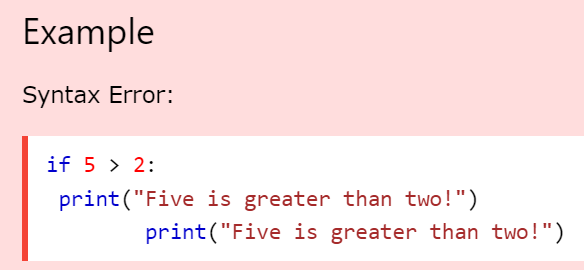 Example
Syntax Error:
if 5 > 2:
 print("Five is greater than two!")
        print("Five is greater than two!")